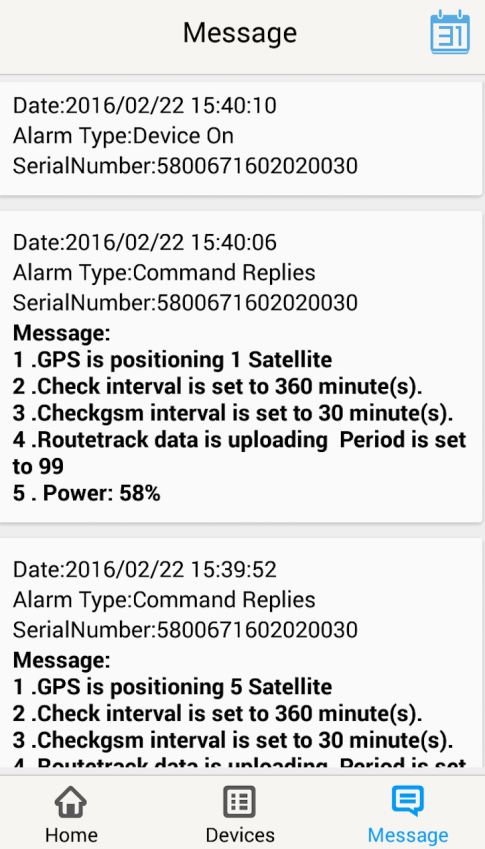 Message
31
Date:2016/02/22 15:40:10
Alarm Type:Device On
SerialNumber:5800671602020030
Date:2016/02/22 15:40:06
Alarm Type:Command Replies
SerialNumber:5800671602020030
Message:
1 .GPS is positioning 1 Satellite
2 .Check interval is set to 360 minute(s).
3 .Checkgsm interval is set to 30 minute(s).
4 .Routetrack data is uploading  Period is set
to 99
5 . Power: 58%
Date:2016/02/22 15:39:52
Alarm Type:Command Replies
SerialNumber:5800671602020030
Message:
1 .GPS is positioning 5 Satellite
2 .Check interval is set to 360 minute(s).
3 .Checkgsm interval is set to 30 minute(s).
4 .Routetrack data is uploading  Period is set
Home
Devices
Message